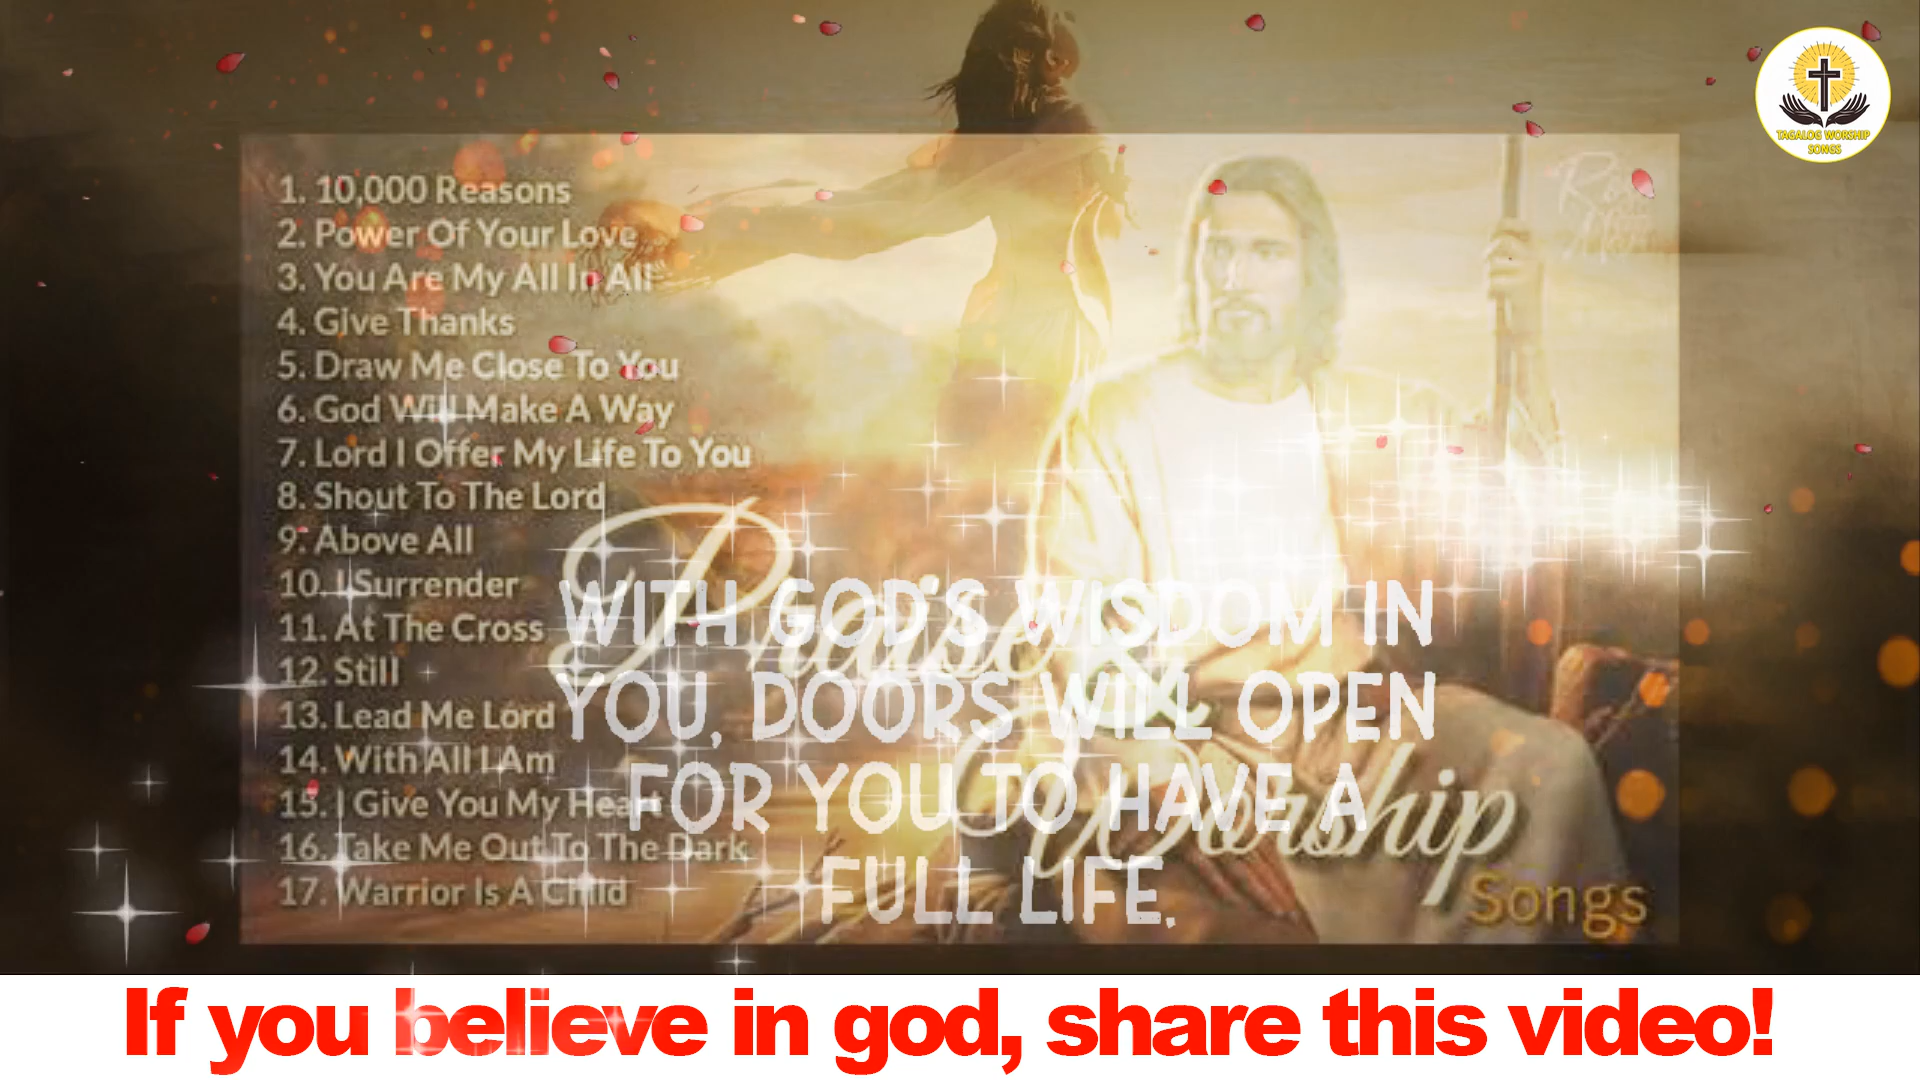 TAGALOG WORSHIP
SONGS
1. 10,000 Reasons
2. Power Of Your Love
3. You Are My All In All
4. Give Thanks
5. Draw Me Close To You
6. God Will Make A Way
7. Lord I Offer My Life To You
8. Shout To The Lord
9. Above All
10. I Surrender
11. At The Cross
12. Still
13. Lead Me Lord
14. With All I Am
15. I Give You My Heart
16. Take Me Out To The Dark
17. Warrior Is A Child
Praise &
Worship
Songs
WITH GOD'S WISDOM IN
YOU, DOORS WILL OPEN
FOR YOU TO HAVE A
FULL LIFE.
If you believe in god, share this video!